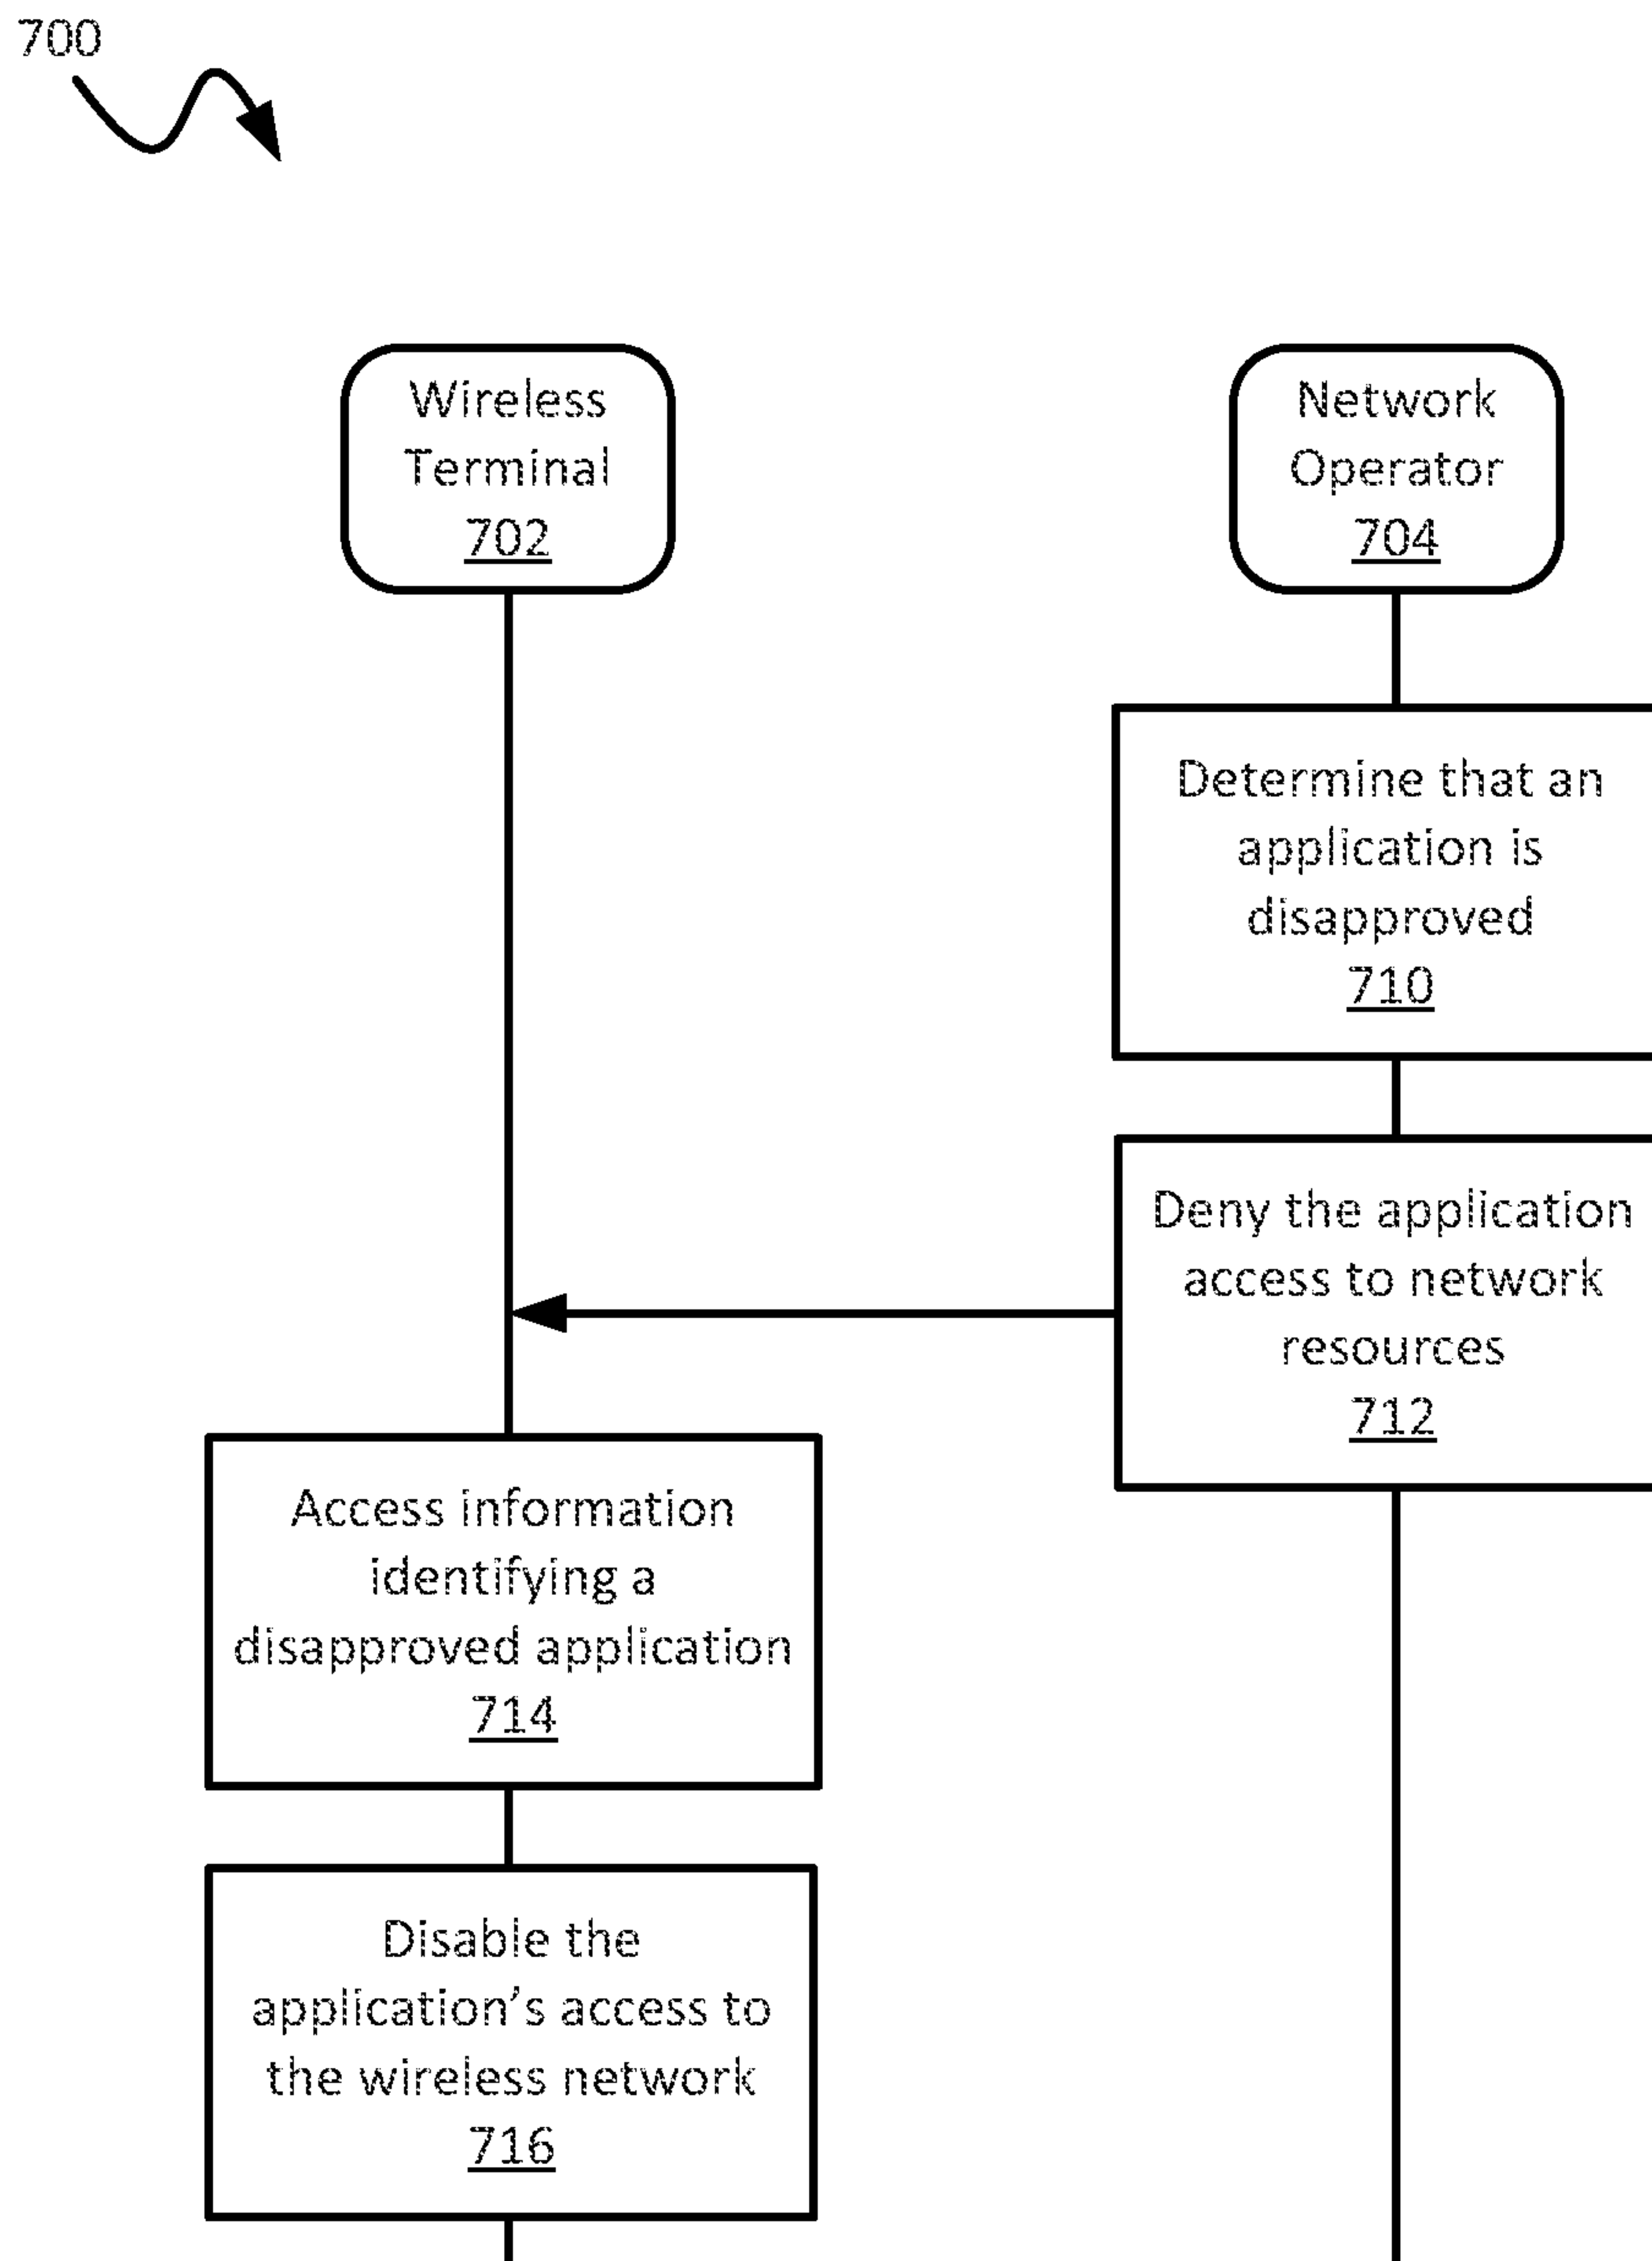 700
Wireless
Terminal
702
Network
Operator
704
Determine that an
application is
disapproved
710
Deny the application
access to network
resources
712
Access information
identifying a
disapproved application
714
Disable the
application’s access to
the wireless network
716